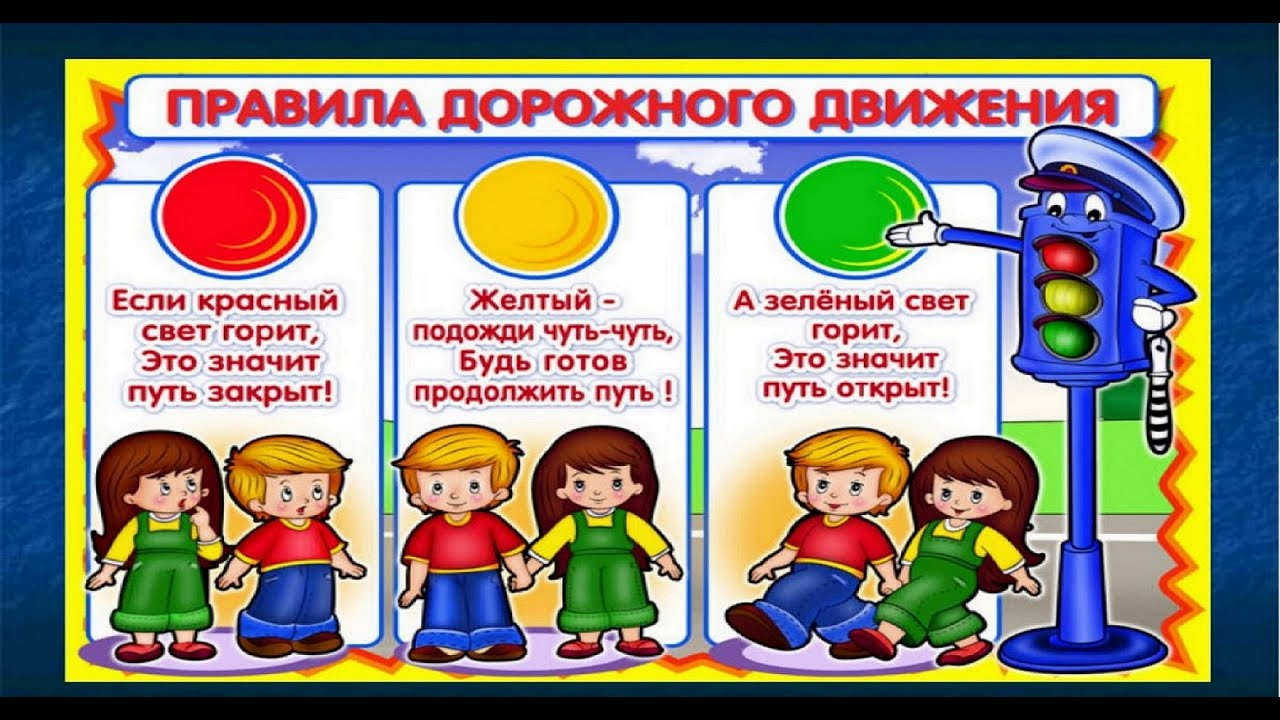 ПРАВИЛА ДОРОЖНОГО ДВИЖЕНИЯ
Если красный
свет горит,
Это значит
путь закрыт!
Желтый -
подожди чуть-чуть,
Будь готов
продолжить путь !
А зелёный свет
горит,
Это значит
путь открыт!